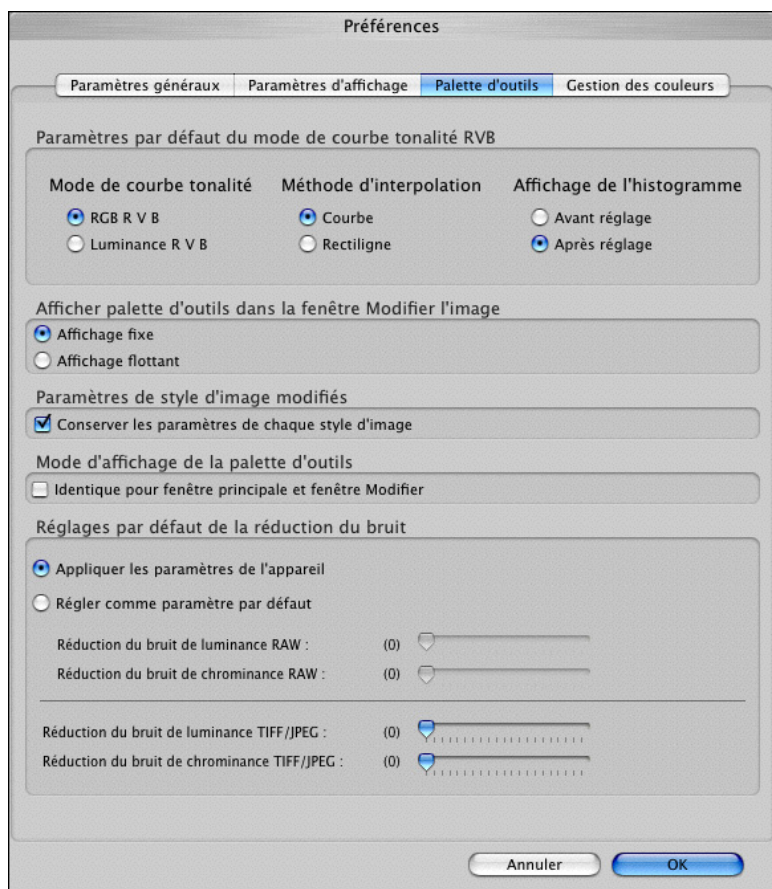 Préférences
Paramètres généraux Paramètres d'affichage Palette d'outils Gestion des couleurs
Paramètres par défaut du mode de courbe tonalité RVB
Mode de courbe tonalité Méthode d'interpolation Affichage de l'histogramme
RGB R V B Courbe Avant réglage
Luminance R V B Rectiligne Après réglage
Afficher palette d'outils dans la fenêtre Modifier l'image
Affichage fixe
Affichage flottant
Paramètres de style d'image modifiés
Conserver les paramètres de chaque style d'image
Mode d'affichage de la palette d'outils
Identique pour fenêtre principale et fenêtre Modifier
Réglages par défaut de la réduction du bruit
Appliquer les paramètres de l'appareil
Régler comme paramètre par défaut
Réduction du bruit de luminance RAW : (0)
Réduction du bruit de chrominance RAW : (0)
Réduction du bruit de luminance TIFF/JPEG : (0)
Réduction du bruit de chrominance TIFF/JPEG : (0)
Annuler OK